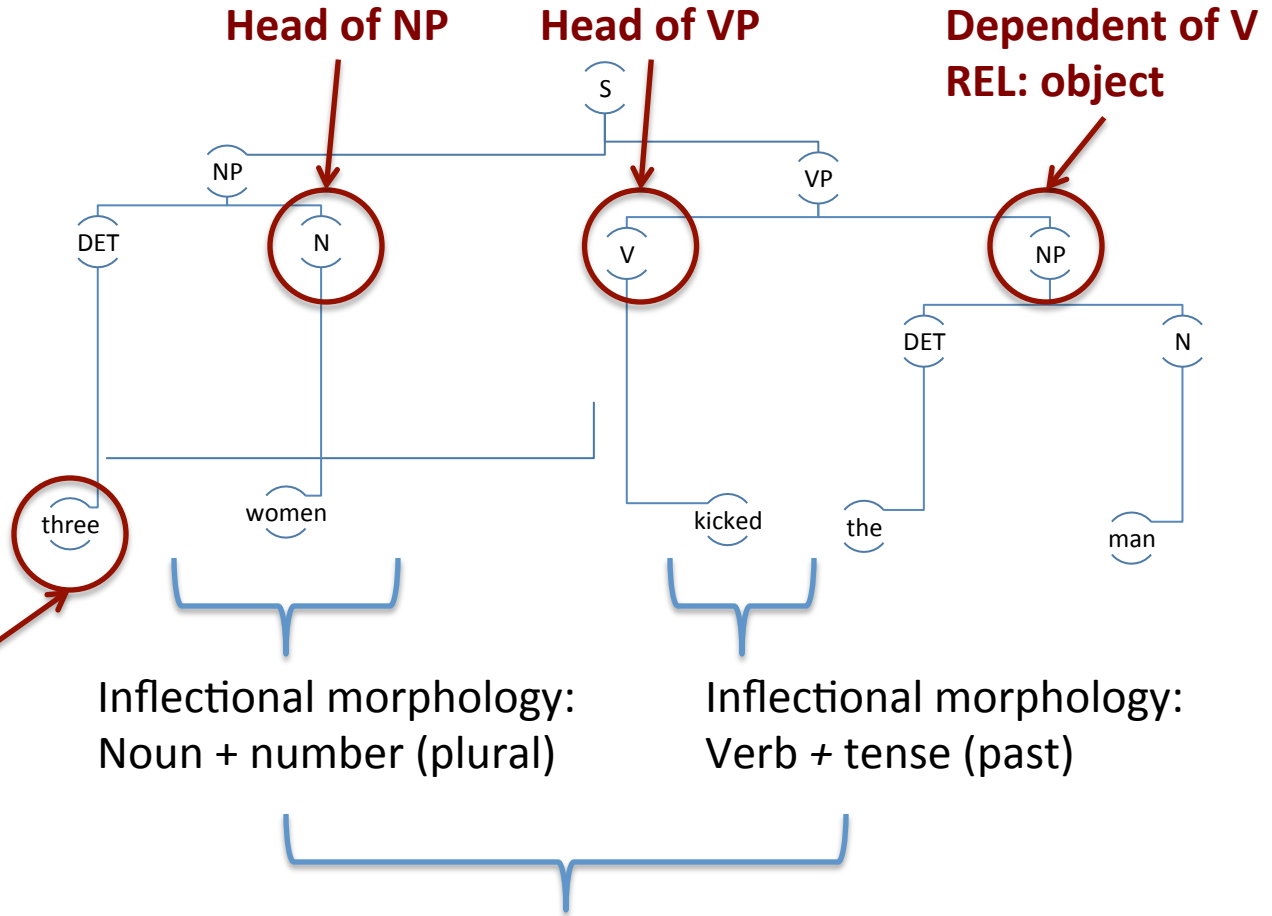 Head of NP Head of VP Dependent of V
REL: object
S
NP VP
DET N V NP
DET N
three women kicked the man
Inflectional morphology: Inflectional morphology:
Noun + number (plural) Verb + tense (past)